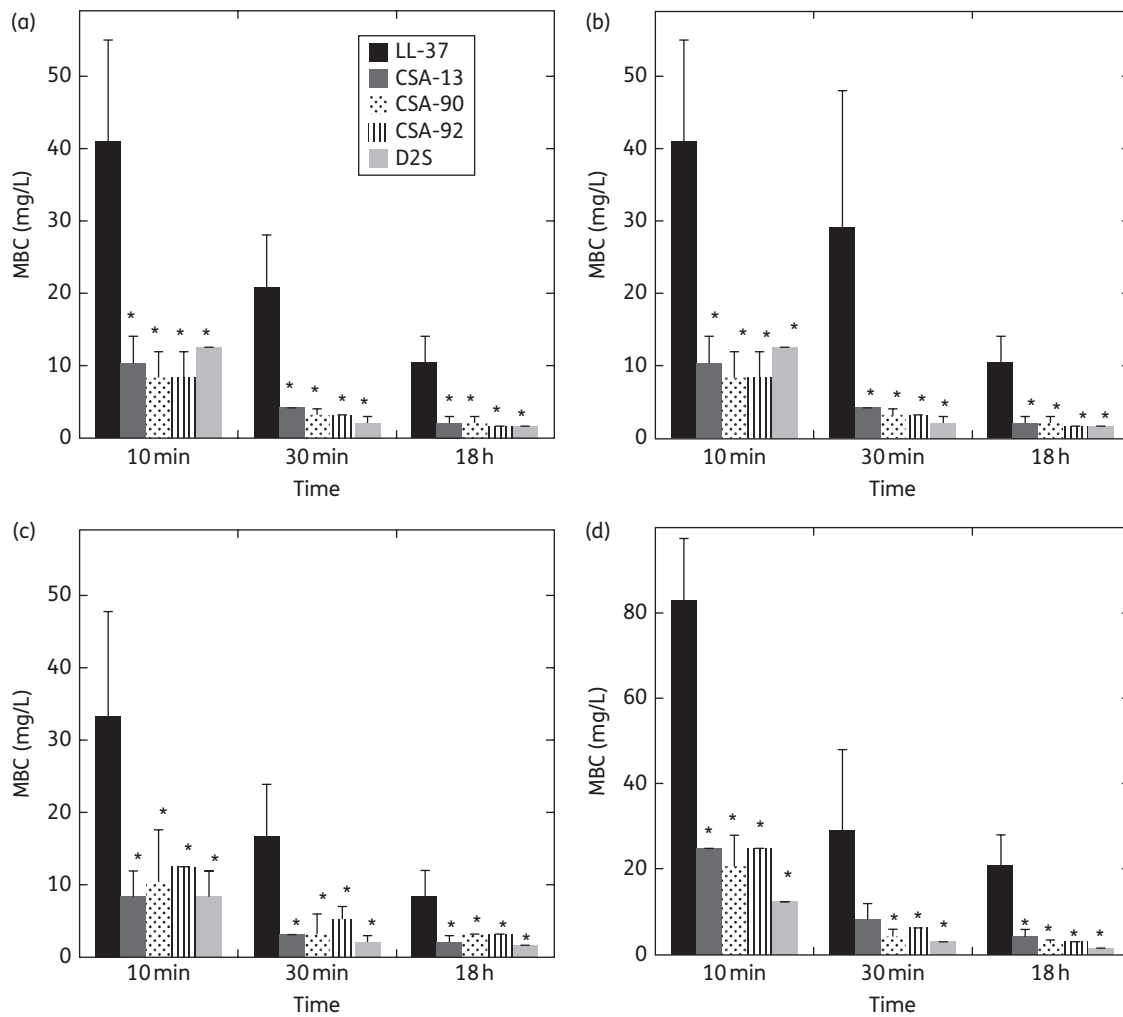 (a)
MBC (mg/L)
50
40
30
20
10
0
LL-37
CSA-13
CSA-90
CSA-92
D2S
* * * *
* * * *
* * * *
10 min 30 min 18 h
Time
(b)
MBC (mg/L)
50
40
30
20
10
0
* * * *
* * * *
* * * *
10 min 30 min 18 h
Time
(c)
MBC (mg/L)
50
40
30
20
10
0
* * * *
* * * *
* * * *
10 min 30 min 18 h
Time
(d)
MBC (mg/L)
80
60
40
20
0
* * * *
* * *
* * * *
10 min 30 min 18 h
Time